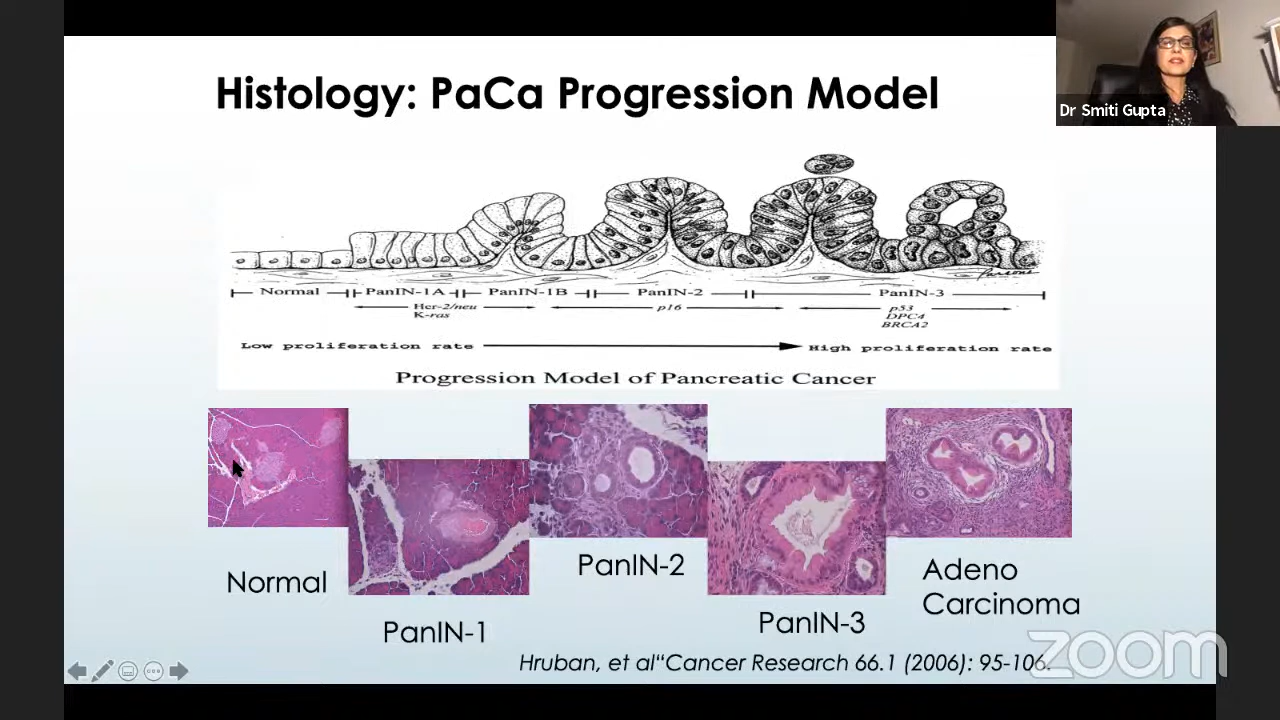 Histology: PaCa Progression Model
Dr Smiti Gupta
Normal
PanIN-1A
PanIN-1B
PanIN-2
PanIN-3
Her-2/neu
K-ras
p16
p53
DPC4
BRCA2
Low proliferation rate
High proliferation rate
Progression Model of Pancreatic Cancer
Normal
PanIN-1
PanIN-2
PanIN-3
Adeno
Carcinoma
Hruban, et al“Cancer Research 66.1 (2006): 95-106.
zoom